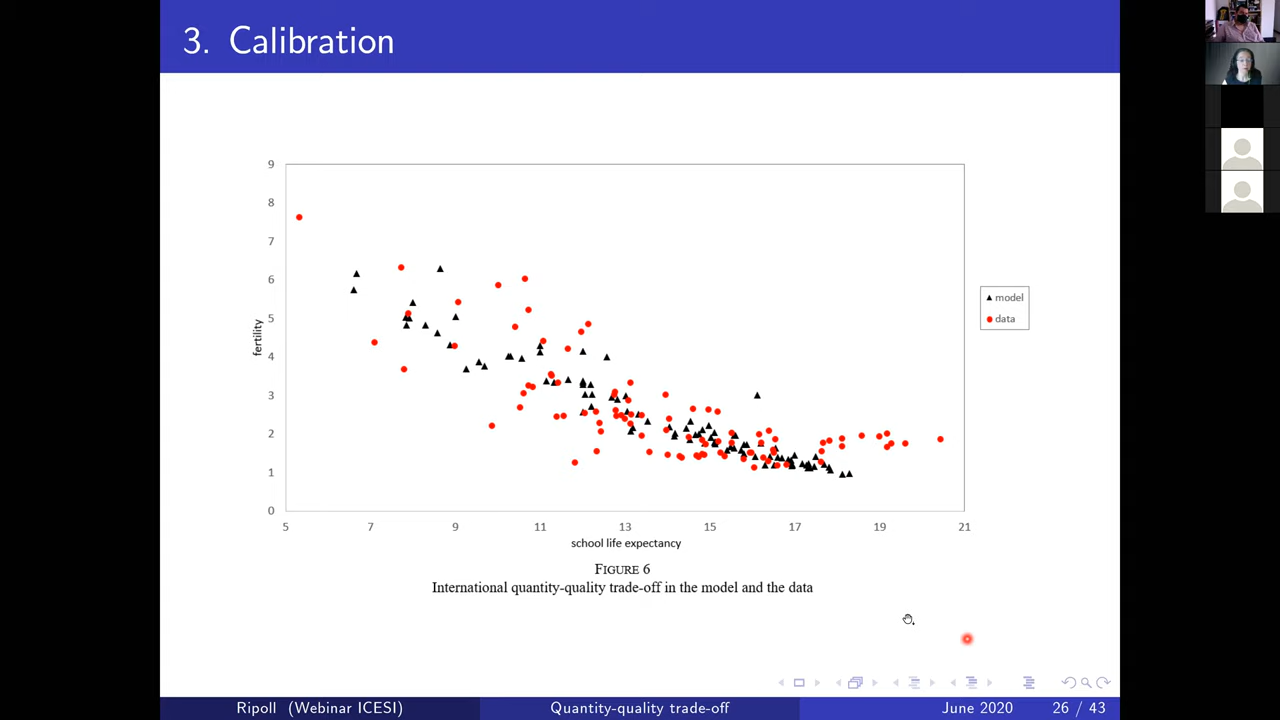 3. Calibration
9
8
7
6
5
4
3
2
1
0
fertility
5 7 9 11 13 15 17 19 21
school life expectancy
model
data
FIGURE 6
International quantity-quality trade-off in the model and the data
Ripoll (Webinar ICESI) Quantity-quality trade-off June 2020 26 / 43